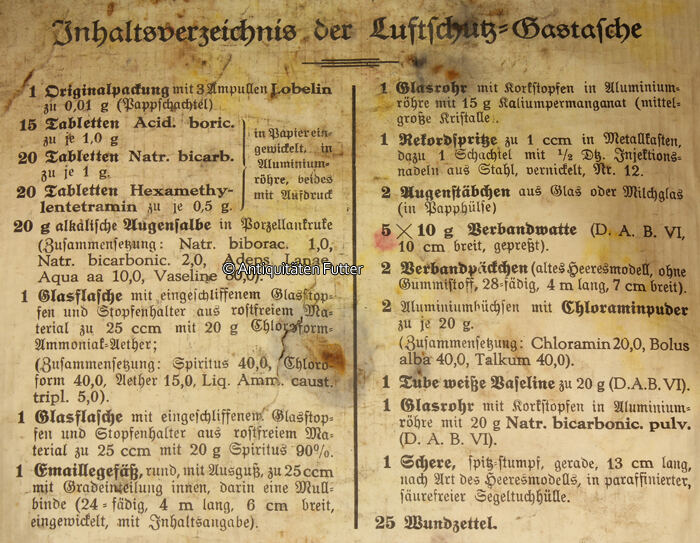 Inhaltsverzeichnis der Luftschutz=Gastasche
1 Originalpackung mit 3 Ampullen Lobelin
zu 0,01 g (Pappschachtel)
15 Tabletten Acid. boric.
zu je 1,0 g
20 Tabletten Natr. bicarb.
zu je 1 g.
20 Tabletten Hexamethy-
lentetramin zu je 0,5 g.
in Papier ein-
gewickelt, in
Aluminium-
röhre, beides
mit Aufdruck
20 g alkalische Augensalbe in Porzellankruke
(Zusammensetzung: Natr. biborac. 1,0,
Natr. bicarbonic. 2,0, Adeps Lanae
Aqua aa 10,0, Vaseline 80,0).
1 Glasflasche mit eingeschliffenem Glasstop-
fen und Stopfenhalter aus rostfreiem Ma-
terial zu 25 ccm mit 20 g Chloroform-
Ammoniak-Aether;
(Zusammensetzung: Spiritus 40,0, Chloro-
form 40,0, Aether 15,0, Liq. Amm. caust.
tripl. 5,0).
1 Glasflasche mit eingeschliffenem Glasstop-
fen und Stopfenhalter aus rostfreiem Ma-
terial zu 25 ccm mit 20 g Spiritus 90%.
1 Emaillegefäß, rund, mit Ausguß, zu 25 ccm
mit Gradeinteilung innen, darin eine Mull-
binde (24=fädig, 4 m lang, 6 cm breit,
eingewickelt, mit Inhaltsangabe).
1 Glasrohr mit Korkstopfen in Aluminium-
röhre mit 15 g Kaliumpermanganat (mittel-
große Kristalle.
1 Rekordspritze zu 1 ccm in Metallkasten,
dazu 1 Schachtel mit ½ Dtz. Injektions-
nadeln aus Stahl, vernickelt, Nr. 12.
2 Augenstäbchen aus Glas oder Milchglas
(in Papphülse)
5 × 10 g Verbandwatte (D. A. B. VI,
10 cm breit, gepreßt).
2 Verbandpäckchen (altes Heeresmodell, ohne
Gummistoff, 28-fädig, 4 m lang, 7 cm breit).
2 Aluminiumbüchsen mit Chloraminpuder
zu je 20 g.
(Zusammensetzung: Chloramin 20,0, Bolus
alba 40,0, Talkum 40,0).
1 Tube weiße Vaseline zu 20 g (D.A.B. VI).
1 Glasrohr mit Korkstopfen in Aluminium-
röhre mit 20 g Natr. bicarbonic. pulv.
(D. A. B. VI).
1 Schere, spitz-stumpf, gerade, 13 cm lang,
nach Art des Heeresmodells, in paraffinierter,
säurefreier Segeltuchhülle.
25 Wundzettel.
© Antiquitäten Futter